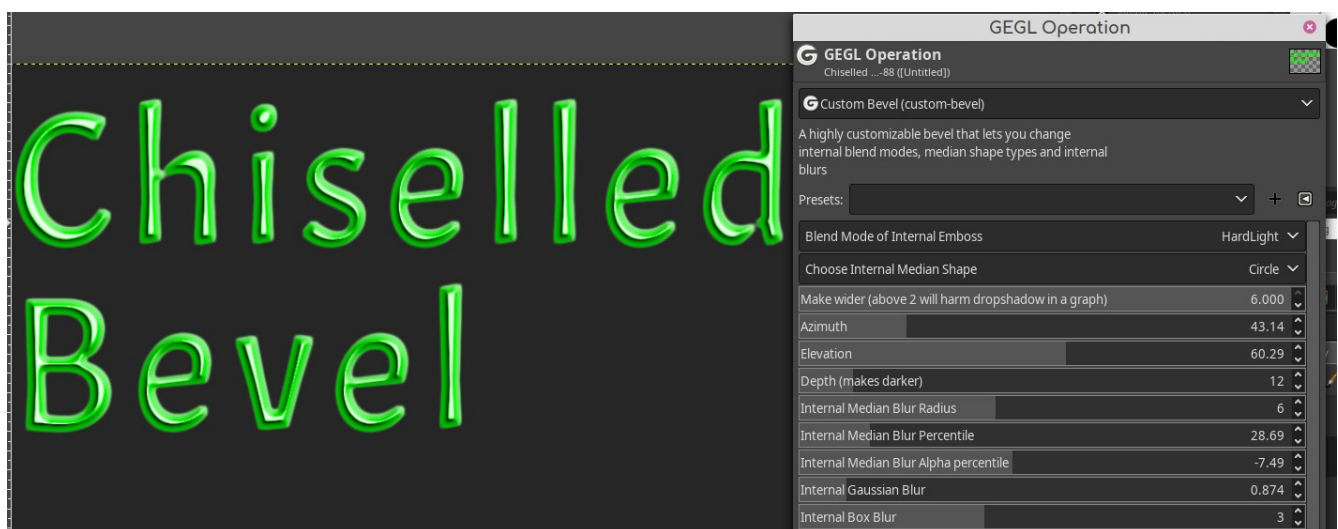 Chiselled
Bevel
GEGL Operation
GEGL Operation
Chiselled ...-88 ([Untitled])
Custom Bevel (custom-bevel)
A highly customizable bevel that lets you change
internal blend modes, median shape types and internal
blurs
Presets:
Blend Mode of Internal Emboss HardLight
Choose Internal Median Shape Circle
Make wider (above 2 will harm dropshadow in a graph) 6.000
Azimuth 43.14
Elevation 60.29
Depth (makes darker) 12
Internal Median Blur Radius 6
Internal Median Blur Percentile 28.69
Internal Median Blur Alpha percentile -7.49
Internal Gaussian Blur 0.874
Internal Box Blur 3